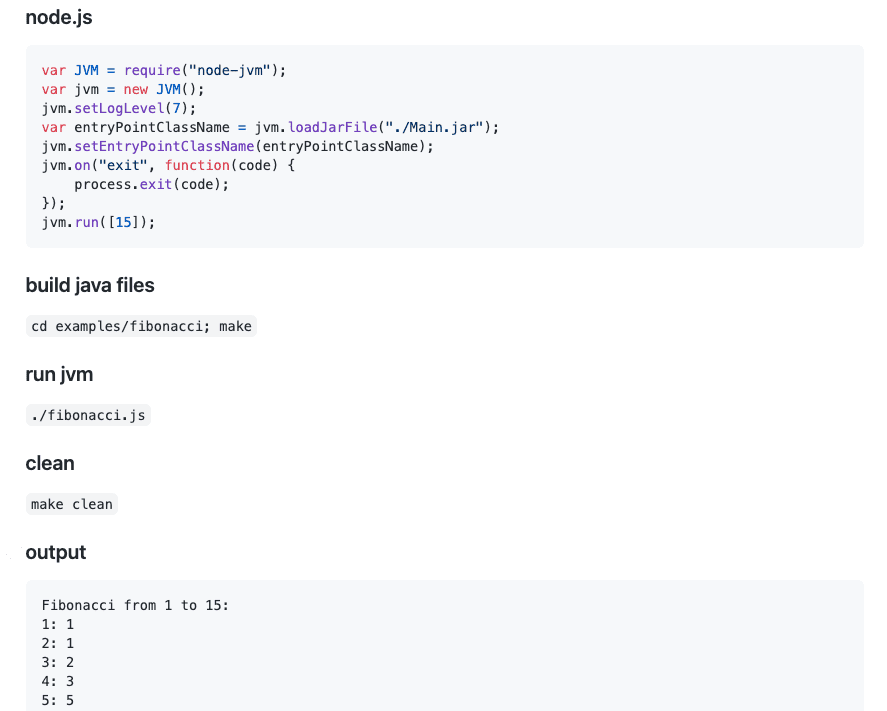 node.js
var JVM = require("node-jvm");
var jvm = new JVM();
jvm.setLogLevel(7);
var entryPointClassName = jvm.loadJarFile("./Main.jar");
jvm.setEntryPointClassName(entryPointClassName);
jvm.on("exit", function(code) {
    process.exit(code);
});
jvm.run([15]);
build java files
cd examples/fibonacci; make
run jvm
./fibonacci.js
clean
make clean
output
Fibonacci from 1 to 15:
1: 1
2: 1
3: 2
4: 3
5: 5